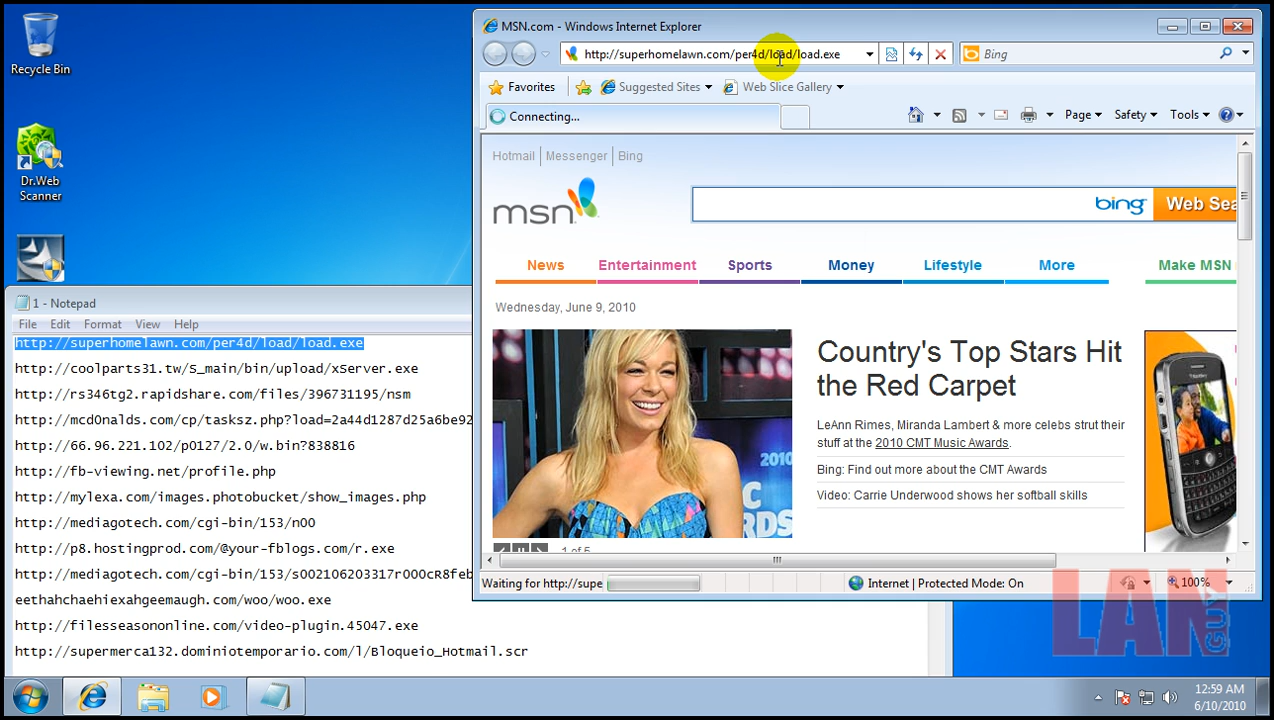 Recycle Bin
Dr.Web
Scanner
MSN.com - Windows Internet Explorer
http://superhomelawn.com/per4d/load/load.exe
Bing
Favorites
Suggested Sites
Web Slice Gallery
Connecting...
Page
Safety
Tools
Hotmail
Messenger
Bing
msn
bing
Web Sea
News
Entertainment
Sports
Money
Lifestyle
More
Make MSN
Wednesday, June 9, 2010
2010
Country's Top Stars Hit
the Red Carpet
LeAnn Rimes, Miranda Lambert & more celebs strut their
stuff at the 2010 CMT Music Awards.
Bing: Find out more about the CMT Awards
Video: Carrie Underwood shows her softball skills
1 of 5
Waiting for http://supe
Internet | Protected Mode: On
100%
1 - Notepad
File Edit Format View Help
http://superhomelawn.com/per4d/load/load.exe
http://coolparts31.tw/s_main/bin/upload/xServer.exe
http://rs346tg2.rapidshare.com/files/396731195/nsm
http://mcd0nalds.com/cp/tasksz.php?load=2a44d1287d25a6be92
http://66.96.221.102/p0127/2.0/w.bin?838816
http://fb-viewing.net/profile.php
http://mylexa.com/images.photobucket/show_images.php
http://mediagotech.com/cgi-bin/153/n00
http://p8.hostingprod.com/@your-fblogs.com/r.exe
http://mediagotech.com/cgi-bin/153/s002106203317r000cR8feb
eethahchaehiexahgeemaugh.com/woo/woo.exe
http://filesseasononline.com/video-plugin.45047.exe
http://supermerca132.dominiotemporario.com/l/Bloqueio_Hotmail.scr
LAN
GUY
12:59 AM
6/10/2010